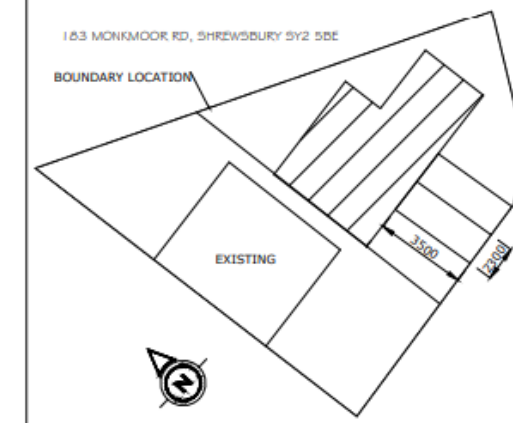 183 MONKMOOR RD, SHREWSBURY SY2 5BE
BOUNDARY LOCATION
EXISTING
3500
2300
N